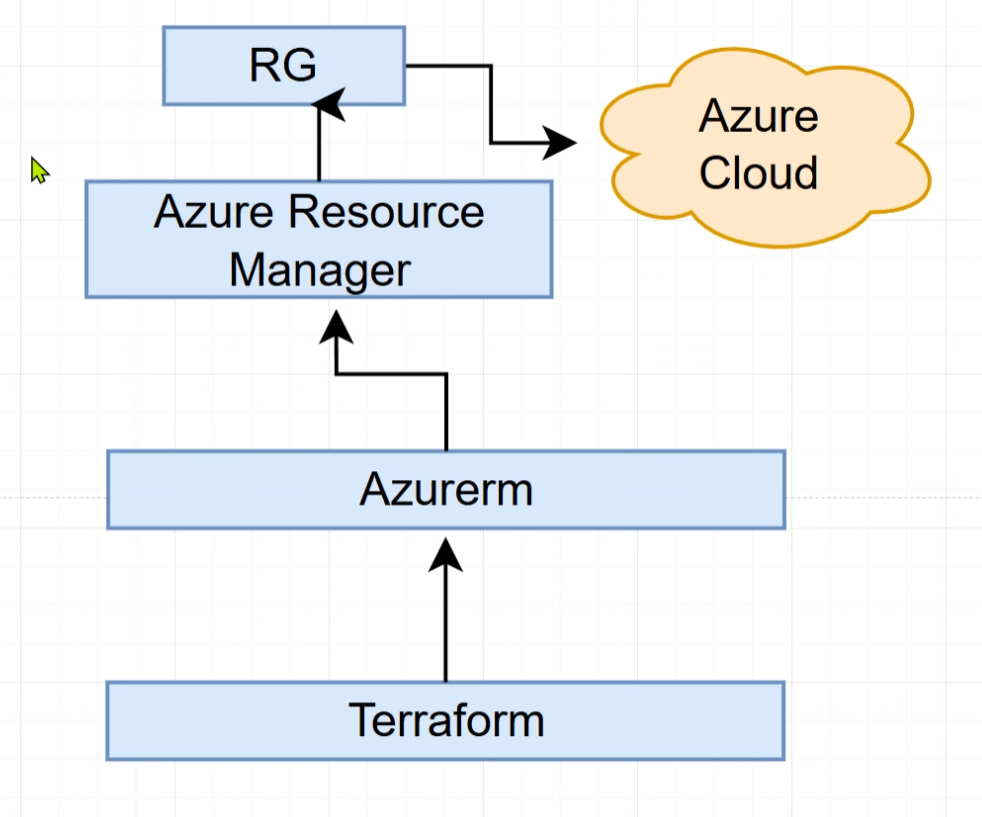 RG
Azure
Cloud
Azure Resource
Manager
Azurerm
Terraform